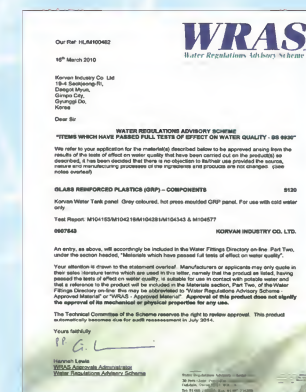 WRAS
Water Regulations Advisory Scheme
Our Ref HL/M100462
16th March 2010
Korvan Industry Co Ltd
Daegot Myun,
Gimpo City,
Gyunggi Do,
Korea
Dear Sir
WATER REGULATIONS ADVISORY SCHEME
"ITEMS WHICH HAVE PASSED FULL TESTS OF EFFECT ON WATER QUALITY - BS 6920"
We refer to your application for the material(s) described below to be approved arising from the
results of the tests of effect on water quality that have been carried out on the product(s) so
described, it has been decided that there is no objection to its/their use provided the source,
nature and manufacturing processes of the ingredients and products are not changed (See
notes overleaf)
GLASS REINFORCED PLASTICS (GRP) – COMPONENTS 5130
Korvan Water Tank panel Grey coloured, hot press moulded GRP panel. For use with cold water
only.
Test Report M104163/M104216/M104281/M104343 & M104577
0907543 KORVAN INDUSTRY CO. LTD.
An entry, as above, will accordingly be included in the Water Fittings Directory on-line Part Two,
under the section headed, "Materials which have passed full tests of effect on water quality".
Your attention is drawn to the statement overleaf. Manufacturers or applicants may only quote in
their sales literature terms which are used in this letter, namely that the product as listed, having
passed the tests of effect on water quality, is suitable for use in contact with potable water and
that a reference to the product will be included in the Materials section, Part Two, of the Water
Fittings Directory on-line this may be abbreviated to "Water Regulations Advisory Scheme -
Approved Material" or "WRAS - Approved Material" Approval of this product does not signify
the approval of its mechanical or physical properties for any use.
The Technical Committee of the Scheme reserves the right to review approval. This product
automatically becomes due for audit reassessment in July 2014.
Yours faithfully
Hannah Lewis
WRAS Approvals Administrator
Water Regulations Advisory Scheme